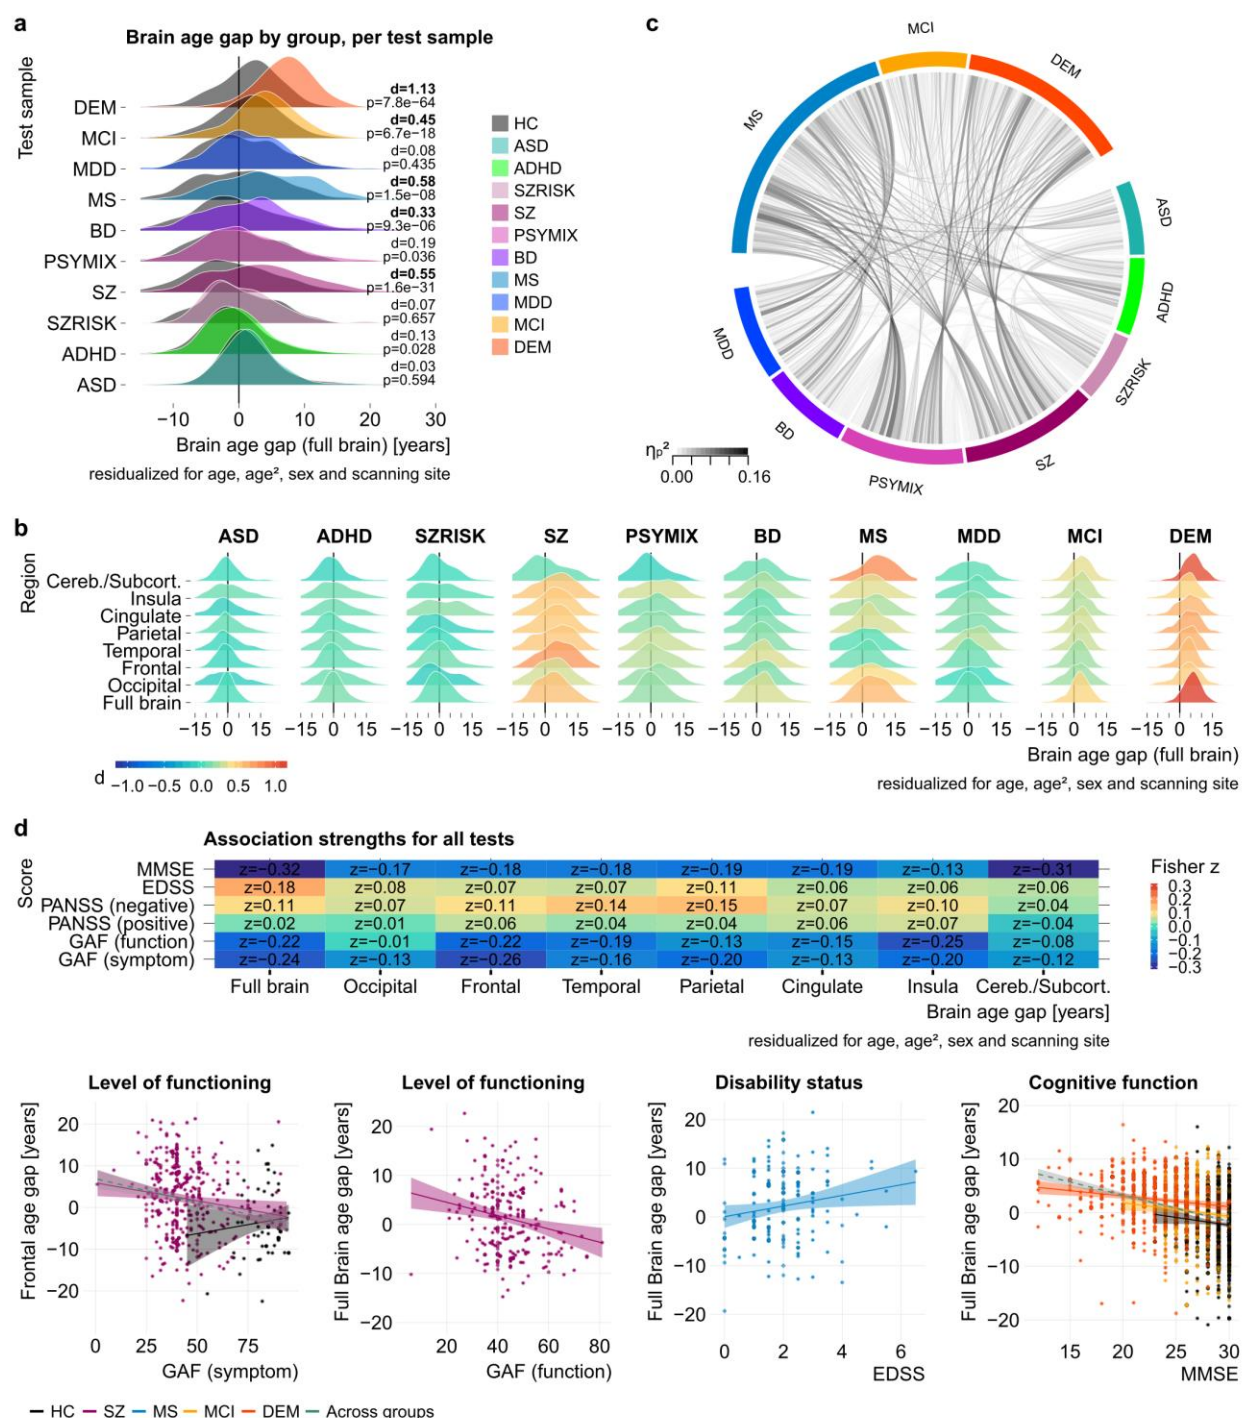 a
Brain age gap by group, per test sample
Test sample
DEM
MCI
MDD
MS
BD
PSYMIX
SZ
SZRISK
ADHD
ASD
d=1.13
p=7.8e−64
d=0.45
p=6.7e−18
d=0.08
p=0.435
d=0.58
p=1.5e−08
d=0.33
p=9.3e−06
d=0.19
p=0.036
d=0.55
p=1.6e−31
d=0.07
p=0.657
d=0.13
p=0.028
d=0.03
p=0.594
−10 0 10 20 30
Brain age gap (full brain) [years]
residualized for age, age², sex and scanning site
HC
ASD
ADHD
SZRISK
SZ
PSYMIX
BD
MS
MDD
MCI
DEM
c
MCI
DEM
MS
ASD
ADHD
SZRISK
SZ
PSYMIX
BD
MDD
ηp²
0.00 0.16
b
ASD ADHD SZRISK SZ PSYMIX BD MS MDD MCI DEM
Region
Cereb./Subcort.
Insula
Cingulate
Parietal
Temporal
Frontal
Occipital
Full brain
−15 0 15 −15 0 15 −15 0 15 −15 0 15 −15 0 15 −15 0 15 −15 0 15 −15 0 15 −15 0 15 −15 0 15
Brain age gap (full brain)
residualized for age, age², sex and scanning site
d −1.0 −0.5 0.0 0.5 1.0
d
Association strengths for all tests
Score
MMSE z=−0.32 z=−0.17 z=−0.18 z=−0.18 z=−0.19 z=−0.19 z=−0.13 z=−0.31
EDSS z=0.18 z=0.08 z=0.07 z=0.07 z=0.11 z=0.06 z=0.06 z=0.06
PANSS (negative) z=0.11 z=0.07 z=0.11 z=0.14 z=0.15 z=0.07 z=0.10 z=0.04
PANSS (positive) z=0.02 z=0.01 z=0.06 z=0.04 z=0.04 z=0.06 z=0.07 z=−0.04
GAF (function) z=−0.22 z=−0.01 z=−0.22 z=−0.19 z=−0.13 z=−0.15 z=−0.25 z=−0.08
GAF (symptom) z=−0.24 z=−0.13 z=−0.26 z=−0.16 z=−0.20 z=−0.13 z=−0.20 z=−0.12
Full brain Occipital Frontal Temporal Parietal Cingulate Insula Cereb./Subcort.
Brain age gap [years]
residualized for age, age², sex and scanning site
Fisher z
0.3
0.2
0.1
0.0
−0.1
−0.2
−0.3
Level of functioning
Frontal age gap [years]
20
10
0
−10
−20
0 25 50 75
GAF (symptom)
Level of functioning
Full Brain age gap [years]
20
10
0
−10
−20
20 40 60 80
GAF (function)
Disability status
Full Brain age gap [years]
20
10
0
−10
−20
0 2 4 6
EDSS
Cognitive function
Full Brain age gap [years]
20
10
0
−10
−20
15 20 25 30
MMSE
HC SZ MS MCI DEM Across groups